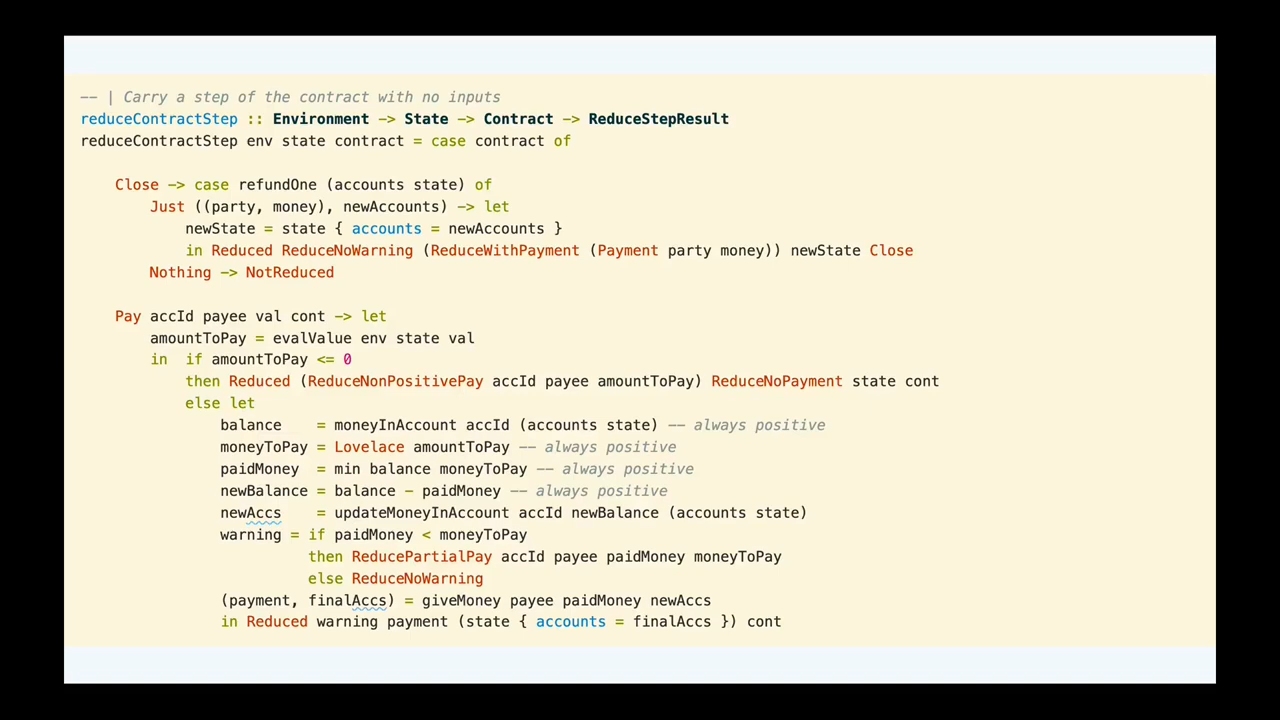 -- | Carry a step of the contract with no inputs
reduceContractStep :: Environment -> State -> Contract -> ReduceStepResult
reduceContractStep env state contract = case contract of
Close -> case refundOne (accounts state) of
Just ((party, money), newAccounts) -> let
newState = state { accounts = newAccounts }
in Reduced ReduceNoWarning (ReduceWithPayment (Payment party money)) newState Close
Nothing -> NotReduced
Pay accId payee val cont -> let
amountToPay = evalValue env state val
in  if amountToPay <= 0
then Reduced (ReduceNonPositivePay accId payee amountToPay) ReduceNoPayment state cont
else let
balance    = moneyInAccount accId (accounts state) -- always positive
moneyToPay = Lovelace amountToPay -- always positive
paidMoney  = min balance moneyToPay -- always positive
newBalance = balance - paidMoney -- always positive
newAccs    = updateMoneyInAccount accId newBalance (accounts state)
warning = if paidMoney < moneyToPay
then ReducePartialPay accId payee paidMoney moneyToPay
else ReduceNoWarning
(payment, finalAccs) = giveMoney payee paidMoney newAccs
in Reduced warning payment (state { accounts = finalAccs }) cont